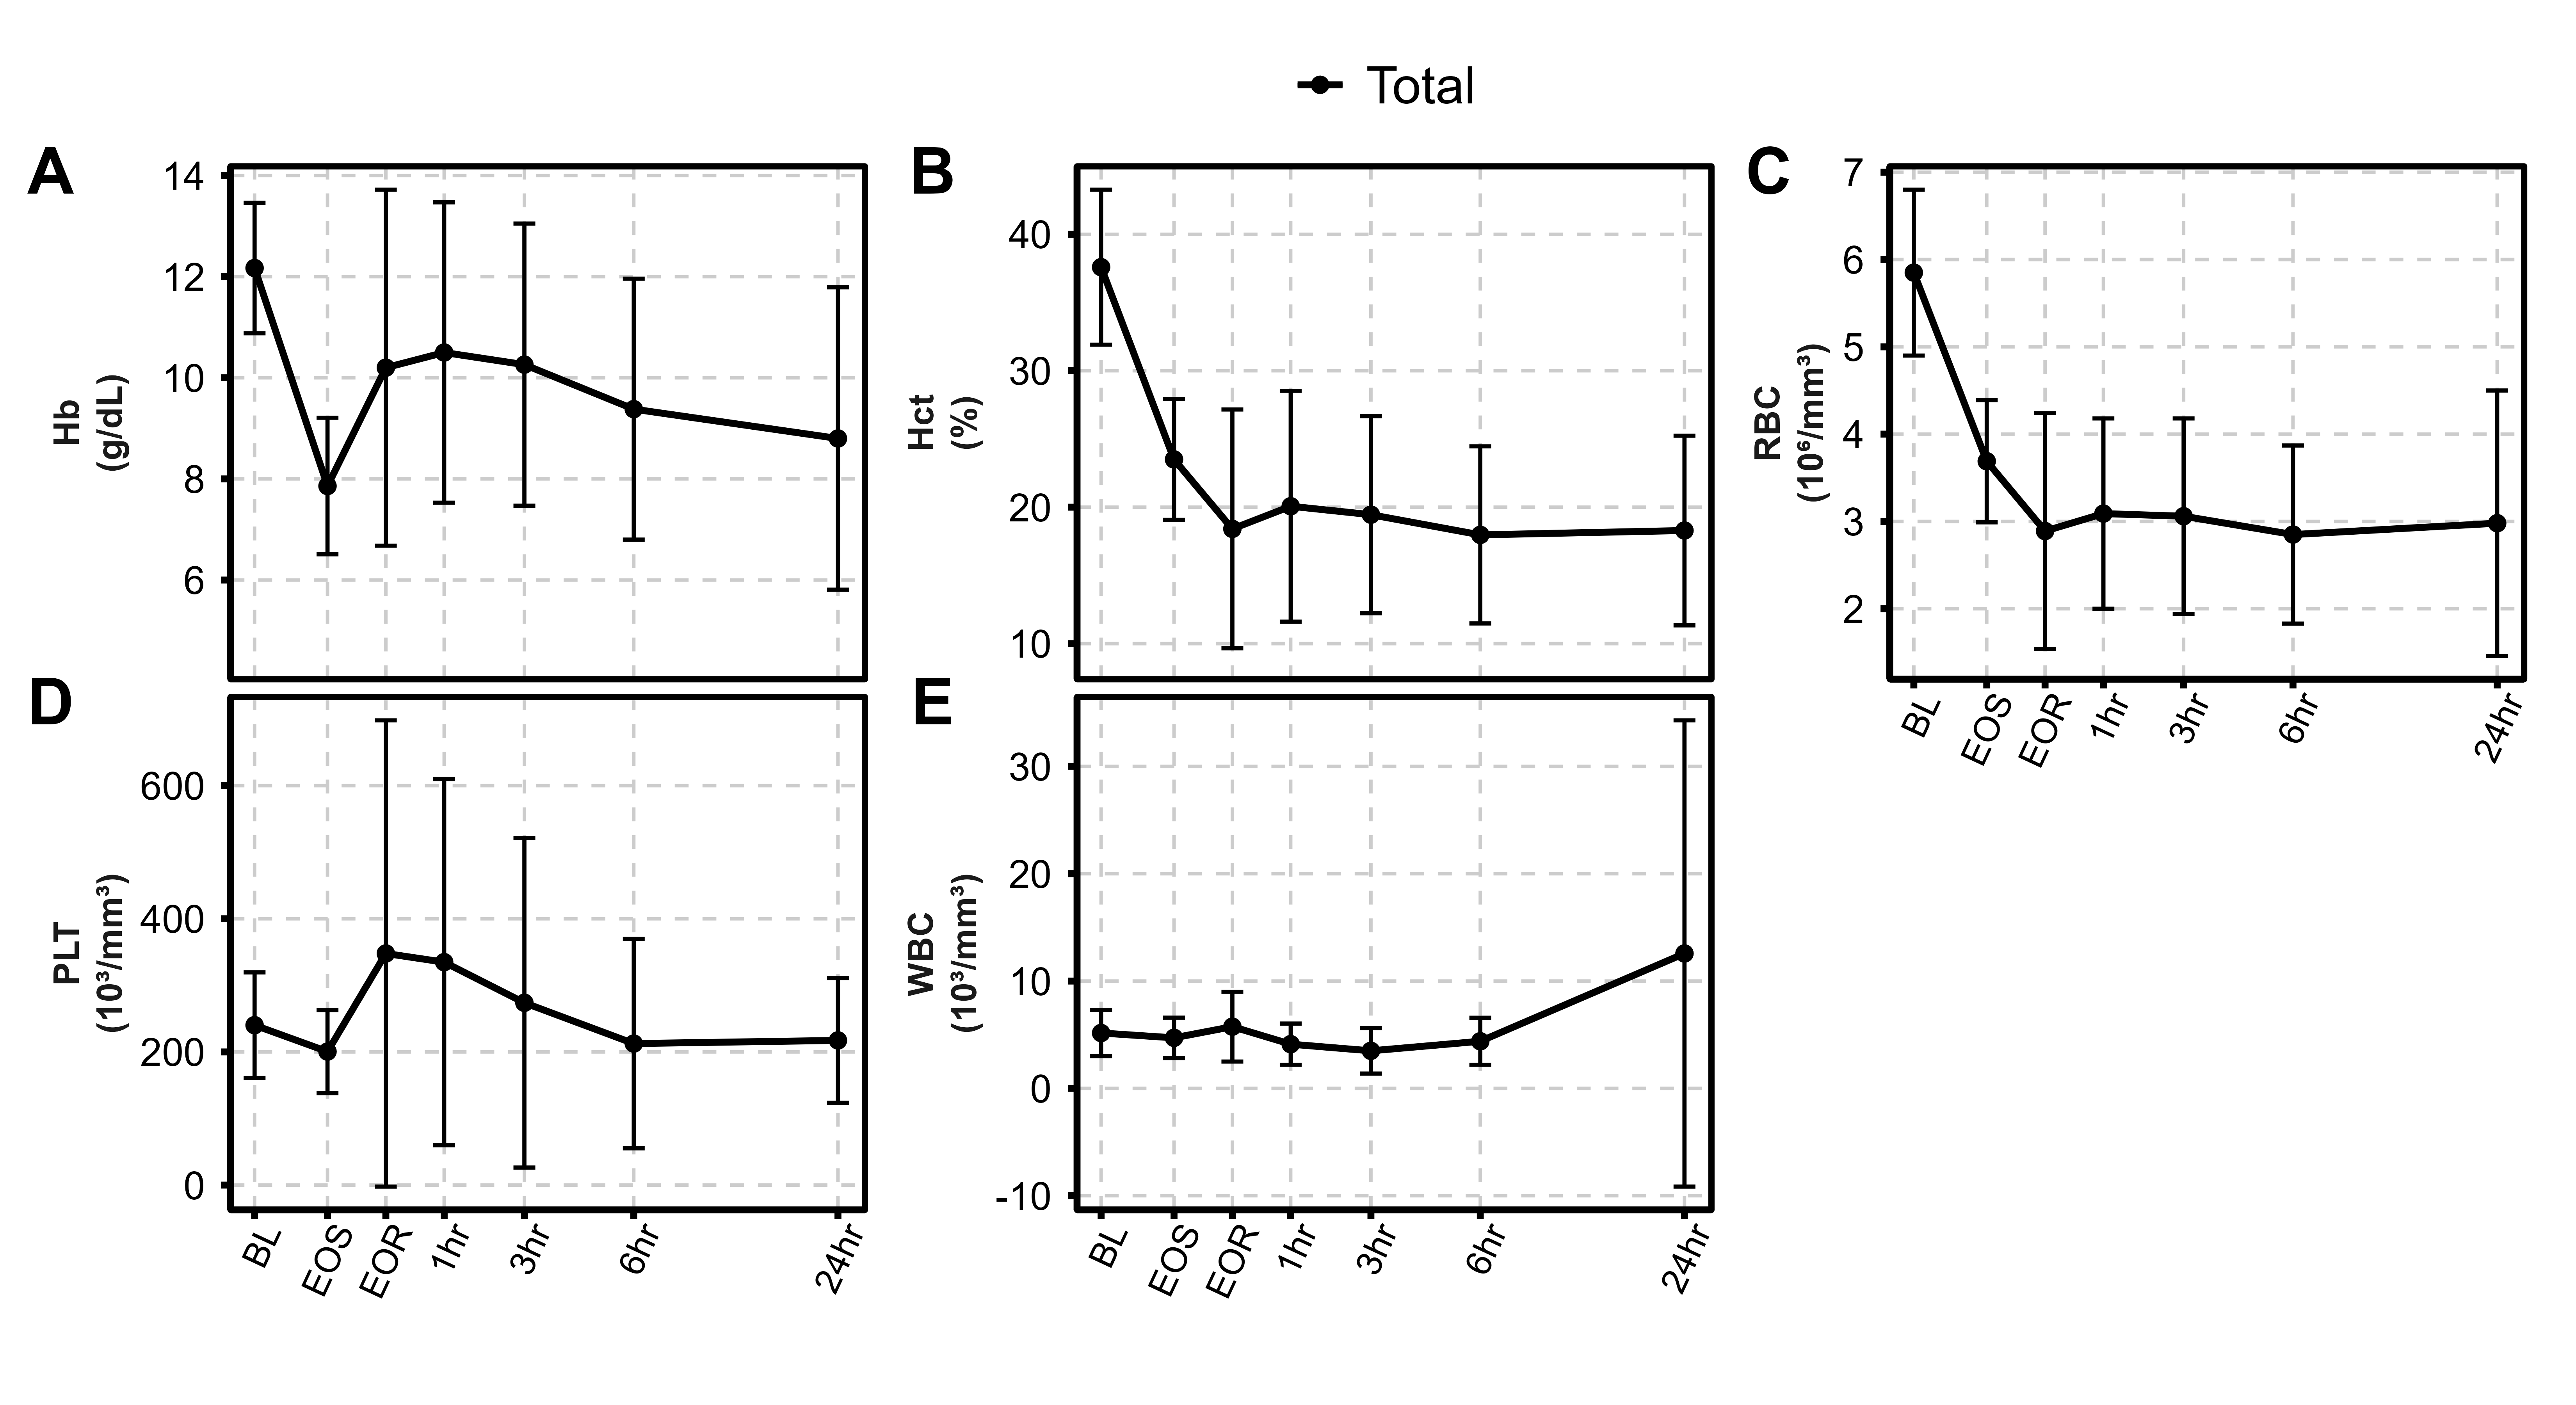 Total
A
14
12
10
8
6
Hb
(g/dL)
B
40
30
20
10
Hct
(%)
C
7
6
5
4
3
2
RBC
(10⁶/mm³)
BL
EOS
EOR
1hr
3hr
6hr
24hr
D
600
400
200
0
PLT
(10³/mm³)
BL
EOS
EOR
1hr
3hr
6hr
24hr
E
30
20
10
0
-10
WBC
(10³/mm³)
BL
EOS
EOR
1hr
3hr
6hr
24hr